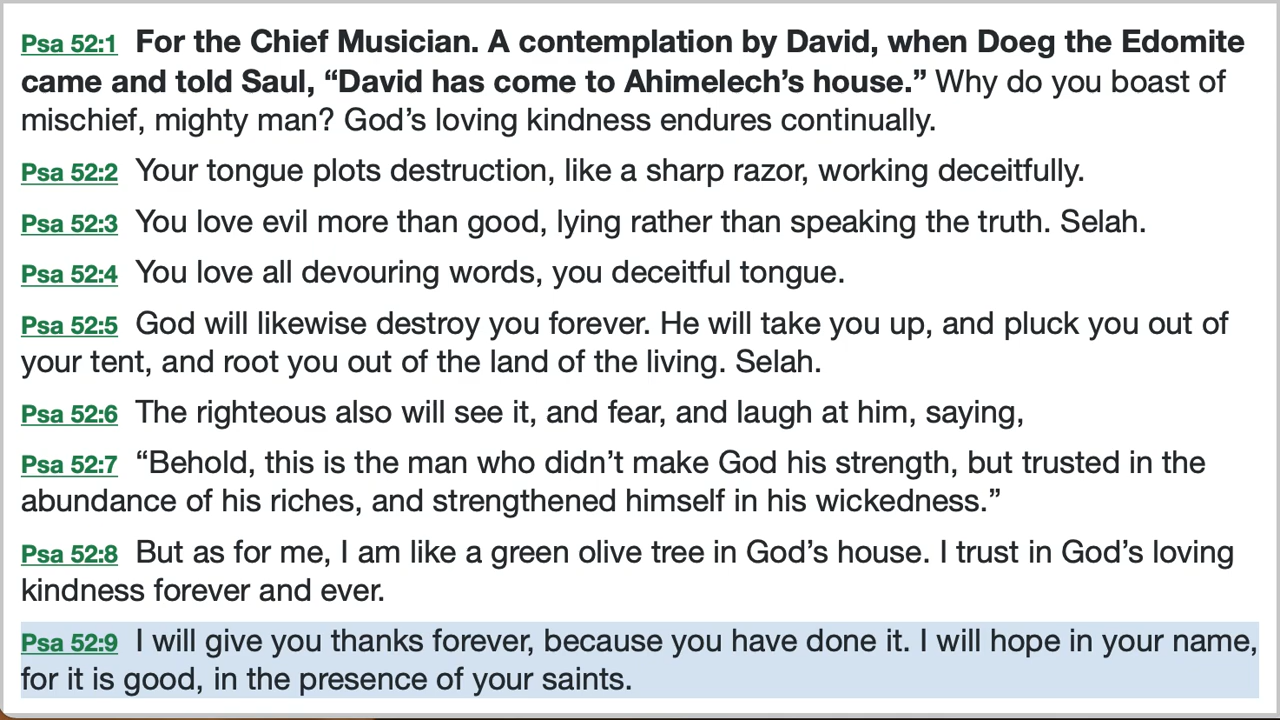 Psa 52:1 For the Chief Musician. A contemplation by David, when Doeg the Edomite
came and told Saul, “David has come to Ahimelech’s house.” Why do you boast of
mischief, mighty man? God’s loving kindness endures continually.
Psa 52:2 Your tongue plots destruction, like a sharp razor, working deceitfully.
Psa 52:3 You love evil more than good, lying rather than speaking the truth. Selah.
Psa 52:4 You love all devouring words, you deceitful tongue.
Psa 52:5 God will likewise destroy you forever. He will take you up, and pluck you out of
your tent, and root you out of the land of the living. Selah.
Psa 52:6 The righteous also will see it, and fear, and laugh at him, saying,
Psa 52:7 “Behold, this is the man who didn’t make God his strength, but trusted in the
abundance of his riches, and strengthened himself in his wickedness.”
Psa 52:8 But as for me, I am like a green olive tree in God’s house. I trust in God’s loving
kindness forever and ever.
Psa 52:9 I will give you thanks forever, because you have done it. I will hope in your name,
for it is good, in the presence of your saints.